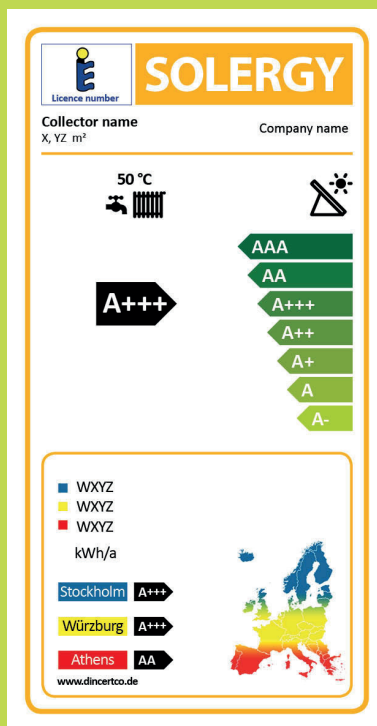 SOLERGY
Licence number
Collector name
Company name
X, YZ m²
50 °C
AAA
AA
A+++
A+++
A++
A+
A
A-
WXYZ
WXYZ
WXYZ
kWh/a
Stockholm A+++
Würzburg A+++
Athens AA
www.dincertco.de